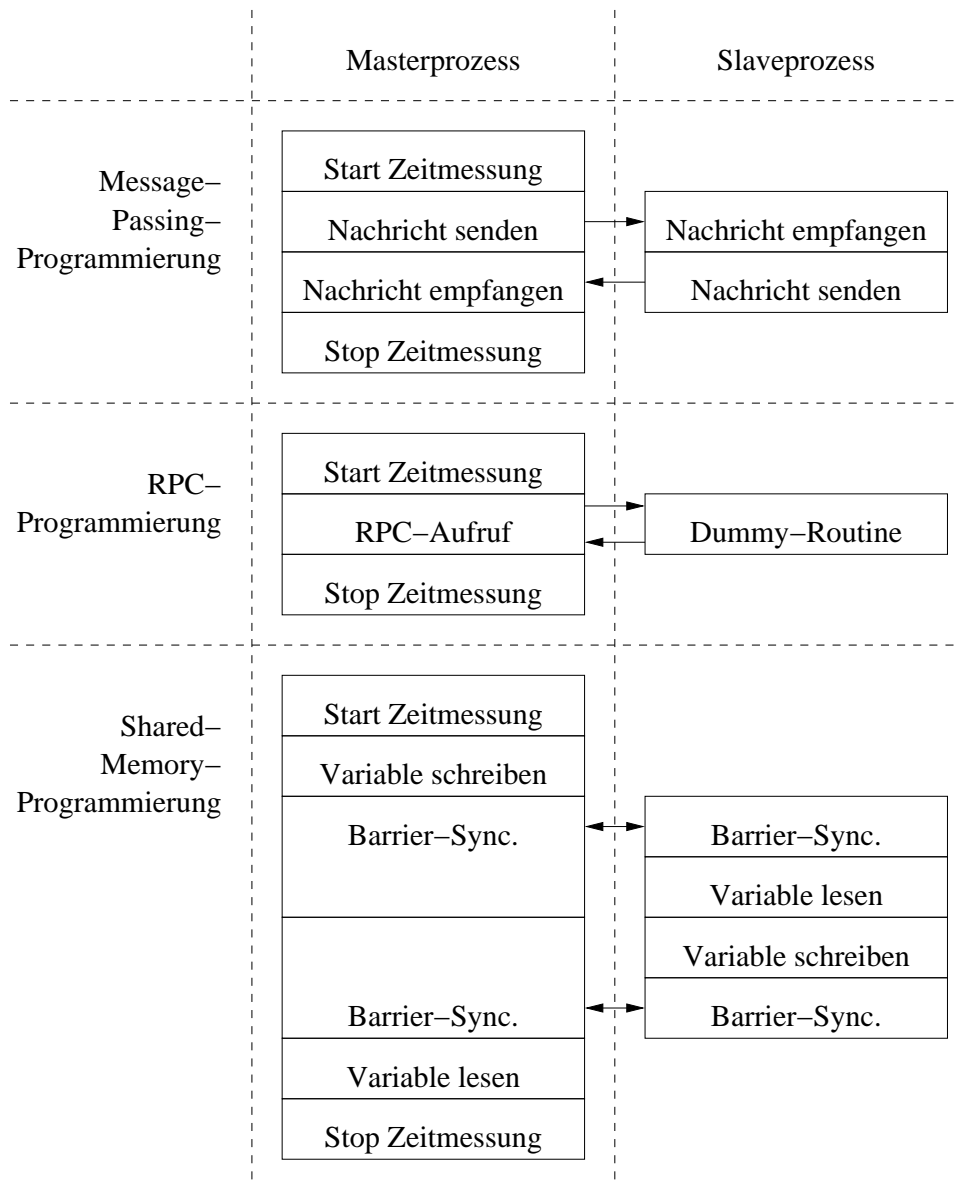 Masterprozess
Slaveprozess
Message–
Passing–
Programmierung
Start Zeitmessung
Nachricht senden
Nachricht empfangen
Stop Zeitmessung
Nachricht empfangen
Nachricht senden
RPC–
Programmierung
Start Zeitmessung
RPC–Aufruf
Stop Zeitmessung
Dummy–Routine
Shared–
Memory–
Programmierung
Start Zeitmessung
Variable schreiben
Barrier–Sync.
Barrier–Sync.
Variable lesen
Stop Zeitmessung
Barrier–Sync.
Variable lesen
Variable schreiben
Barrier–Sync.